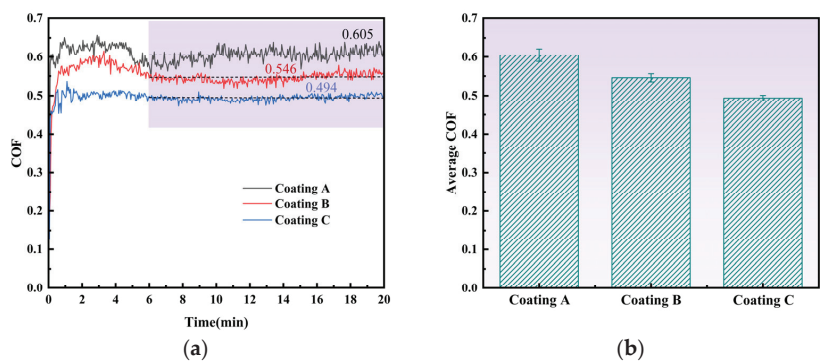 (a)
0.7
0.6
0.5
0.4
0.3
0.2
0.1
0.0
COF
0.605
0.546
0.494
Coating A
Coating B
Coating C
0 2 4 6 8 10 12 14 16 18 20
Time(min)
(a)
(b)
0.7
0.6
0.5
0.4
0.3
0.2
0.1
0.0
Average COF
Coating A Coating B Coating C
(b)